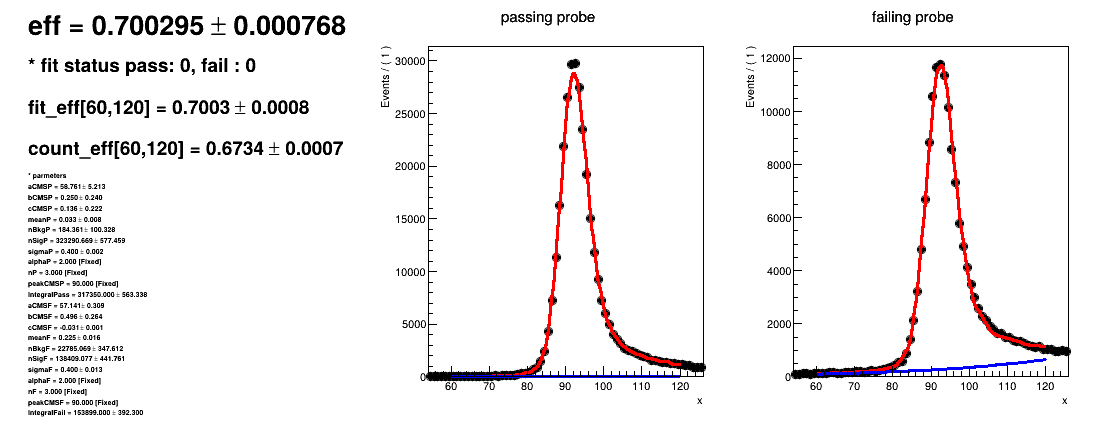 eff = 0.700295 ± 0.000768
* fit status pass: 0, fail : 0
fit_eff[60,120] = 0.7003 ± 0.0008
count_eff[60,120] = 0.6734 ± 0.0007
* parmeters
aCMSP = 58.761± 5.213
bCMSP = 0.250± 0.240
cCMSP = 0.136± 0.222
meanP = 0.033± 0.008
nBkgP = 184.361± 100.328
nSigP = 323290.669± 577.459
sigmaP = 0.400± 0.002
alphaP = 2.000 [Fixed]
nP = 3.000 [Fixed]
peakCMSP = 90.000 [Fixed]
integralPass = 317350.000± 563.338
aCMSF = 57.141± 0.309
bCMSF = 0.496± 0.264
cCMSF = -0.031± 0.001
meanF = 0.225± 0.016
nBkgF = 22785.069± 347.612
nSigF = 138409.077± 441.761
sigmaF = 0.400± 0.013
alphaF = 2.000 [Fixed]
nF = 3.000 [Fixed]
peakCMSF = 90.000 [Fixed]
integralFail = 153899.000± 392.300
passing probe
Events / ( 1 )
30000
25000
20000
15000
10000
5000
0
60 70 80 90 100 110 120
x
failing probe
Events / ( 1 )
12000
10000
8000
6000
4000
2000
0
60 70 80 90 100 110 120
x